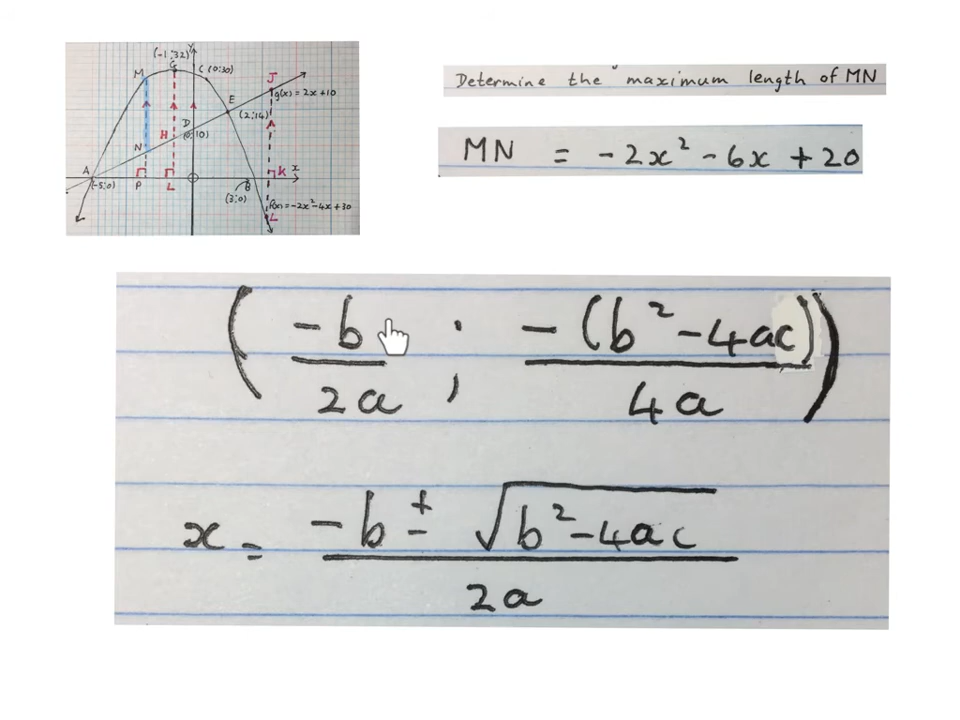 (-1;32) Y
M G C(0;30) J
g(x) = 2x+10
E
(2;14)
D
H (0;10)
N
A K x
(-5;0) P L B
(3;0) f(x)=-2x²-4x+30
L
Determine the maximum length of MN
MN = -2x² - 6x + 20
( -b / 2a ; -(b² - 4ac) / 4a )
x = -b ± √(b² - 4ac) / 2a